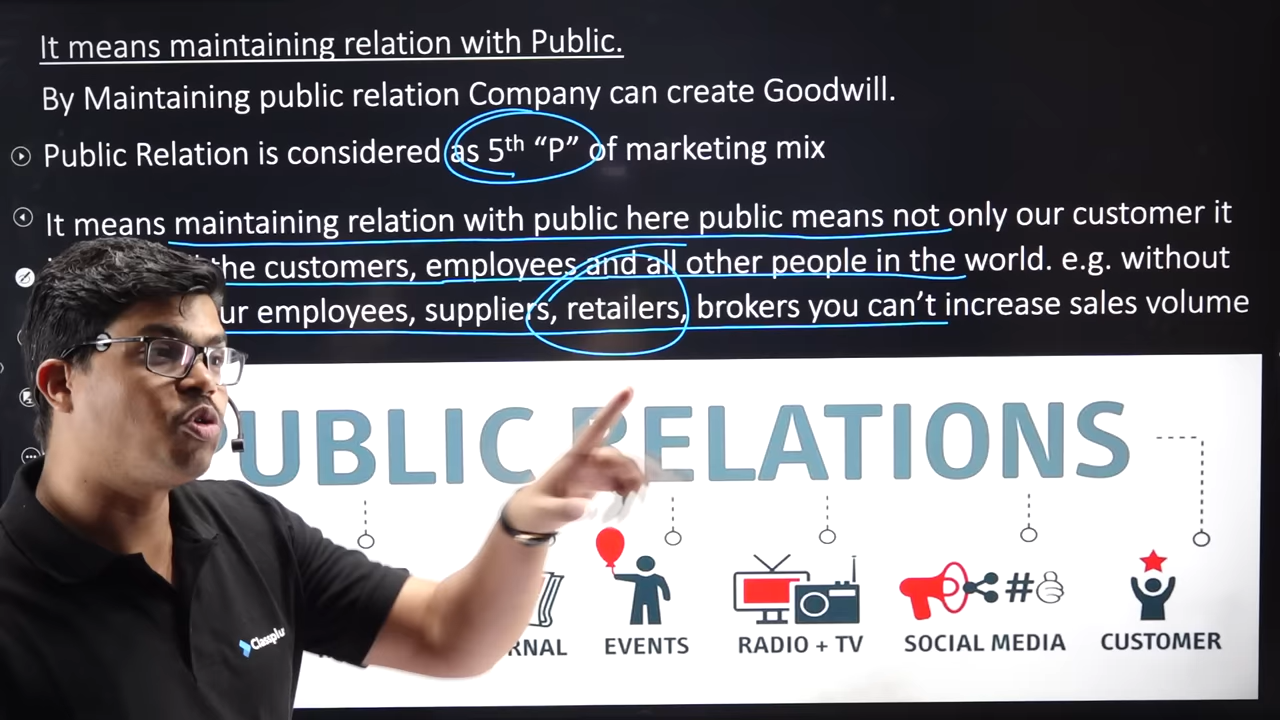 It means maintaining relation with Public.
By Maintaining public relation Company can create Goodwill.
Public Relation is considered as 5th “P” of marketing mix
It means maintaining relation with public here public means not only our customer it
the customers, employees and all other people in the world. e.g. without
employees, suppliers, retailers, brokers you can’t increase sales volume
PUBLIC RELATIONS
EVENTS
RADIO + TV
SOCIAL MEDIA
CUSTOMER
#
Classplus